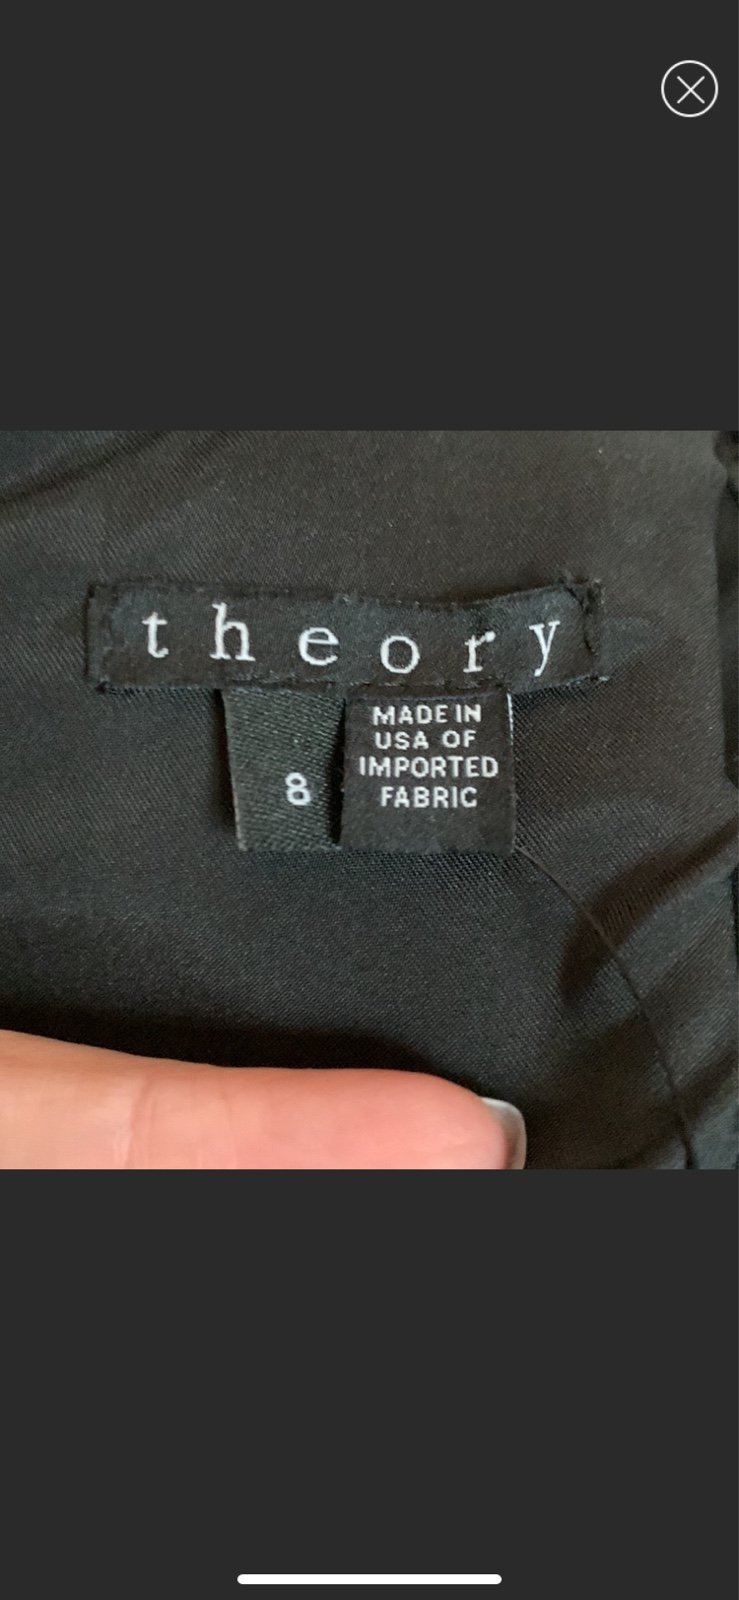 theory
8
MADE IN
USA OF
IMPORTED
FABRIC